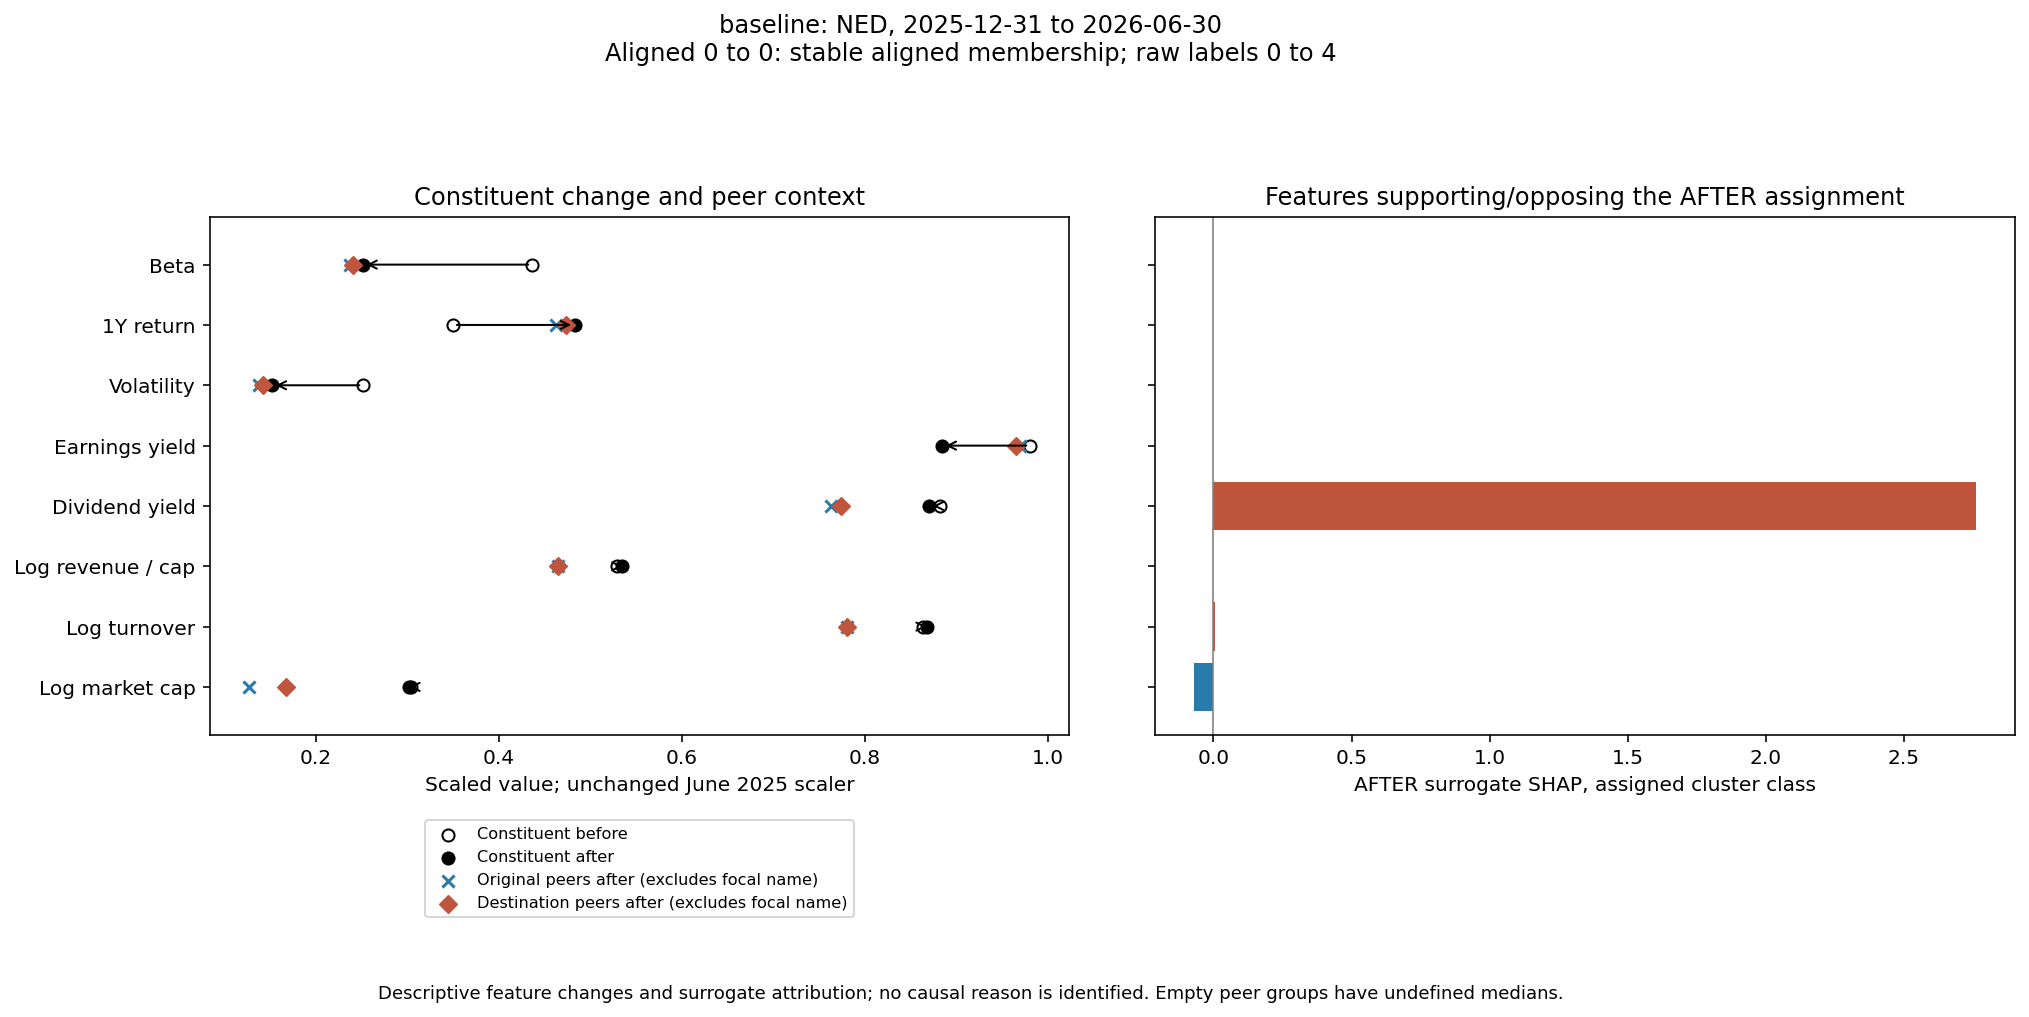 baseline: NED, 2025-12-31 to 2026-06-30
Aligned 0 to 0: stable aligned membership; raw labels 0 to 4
Constituent change and peer context
Beta
1Y return
Volatility
Earnings yield
Dividend yield
Log revenue / cap
Log turnover
Log market cap
0.2 0.4 0.6 0.8 1.0
Scaled value; unchanged June 2025 scaler
Constituent before
Constituent after
Original peers after (excludes focal name)
Destination peers after (excludes focal name)
Features supporting/opposing the AFTER assignment
0.0 0.5 1.0 1.5 2.0 2.5
AFTER surrogate SHAP, assigned cluster class
Descriptive feature changes and surrogate attribution; no causal reason is identified. Empty peer groups have undefined medians.